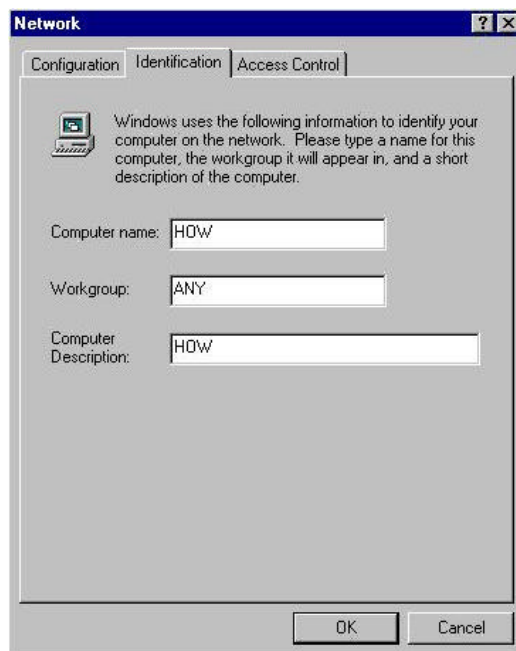 Network
Configuration Identification Access Control
Windows uses the following information to identify your
computer on the network. Please type a name for this
computer, the workgroup it will appear in, and a short
description of the computer.
Computer name: HOW
Workgroup: ANY
Computer
Description: HOW
OK Cancel